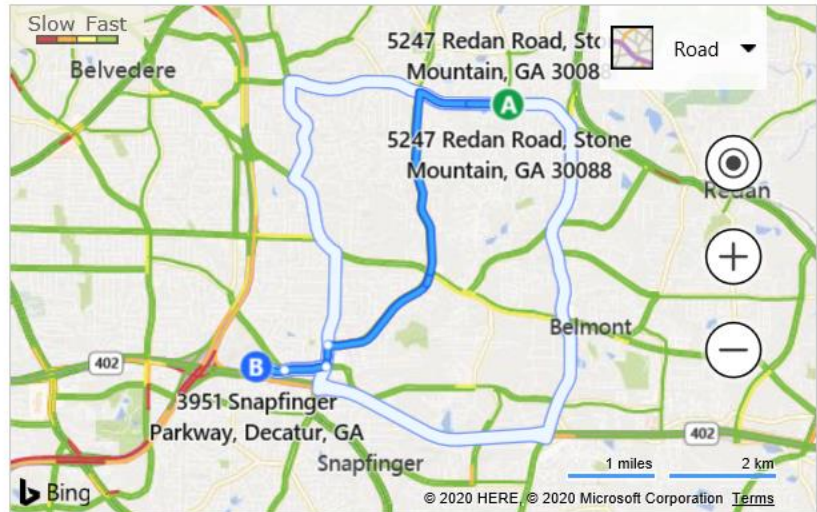 Slow Fast
Belvedere
5247 Redan Road, Sto
Mountain, GA 3008
Road
5247 Redan Road, Stone
Mountain, GA 30088
A
Redan
Belmont
402
B
3951 Snapfinger
Parkway, Decatur, GA
402
Snapfinger
1 miles
2 km
Bing
© 2020 HERE, © 2020 Microsoft Corporation Terms